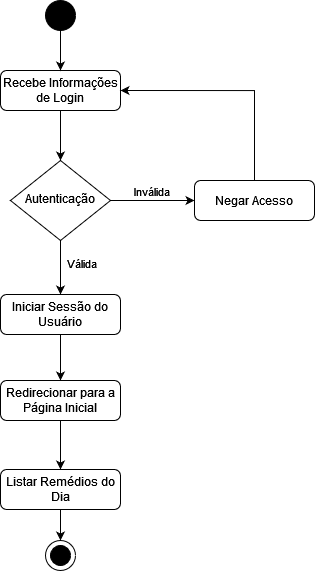 Recebe Informações
de Login
Autenticação
Inválida
Negar Acesso
Válida
Iniciar Sessão do
Usuário
Redirecionar para a
Página Inicial
Listar Remédios do
Dia